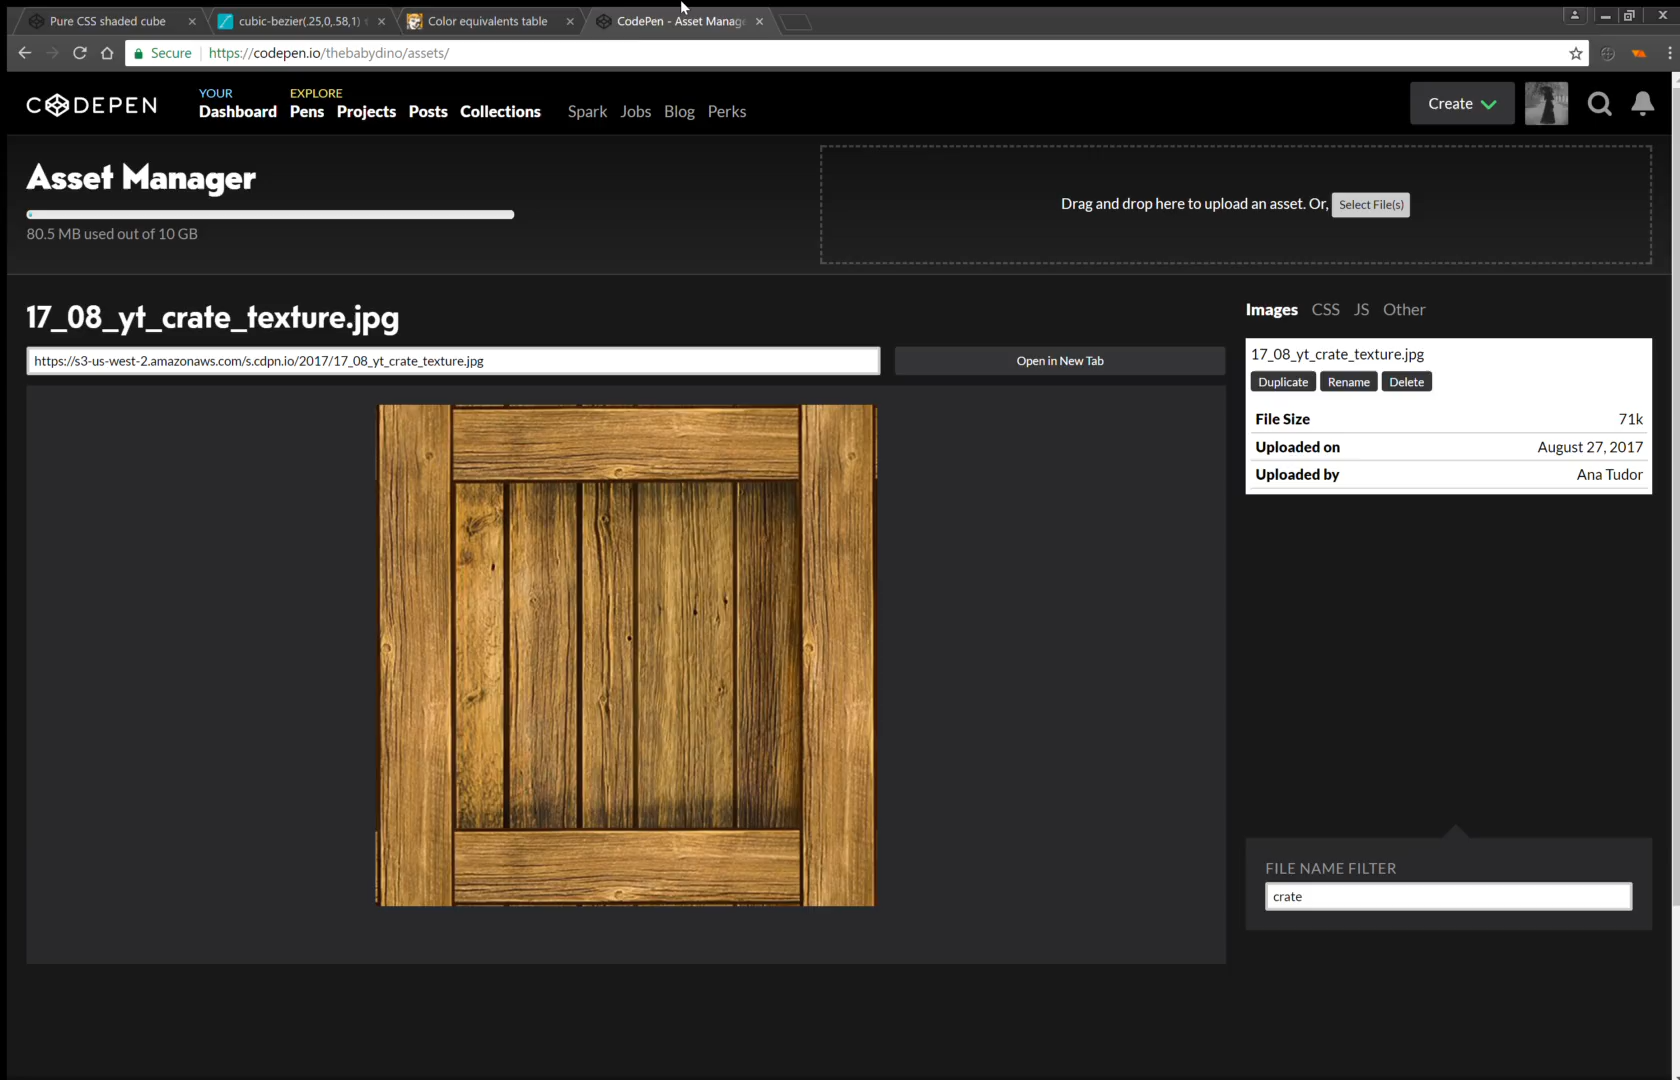 Pure CSS shaded cube
cubic-bezier(.25,0,.58,1)
Color equivalents table
CodePen - Asset Manag
Secure
https://codepen.io/thebabydino/assets/
CODEPEN
YOUR
Dashboard
EXPLORE
Pens Projects Posts Collections Spark Jobs Blog Perks
Create
Asset Manager
80.5 MB used out of 10 GB
Drag and drop here to upload an asset. Or, Select File(s)
17_08_yt_crate_texture.jpg
https://s3-us-west-2.amazonaws.com/s.cdpn.io/2017/17_08_yt_crate_texture.jpg
Open in New Tab
Images CSS JS Other
17_08_yt_crate_texture.jpg
Duplicate Rename Delete
File Size 71k
Uploaded on August 27, 2017
Uploaded by Ana Tudor
FILE NAME FILTER
crate